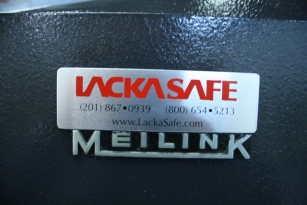 LACKASAFE
(201) 867•0939 (800) 654•5213
www.LackaSafe.com
MEILINK